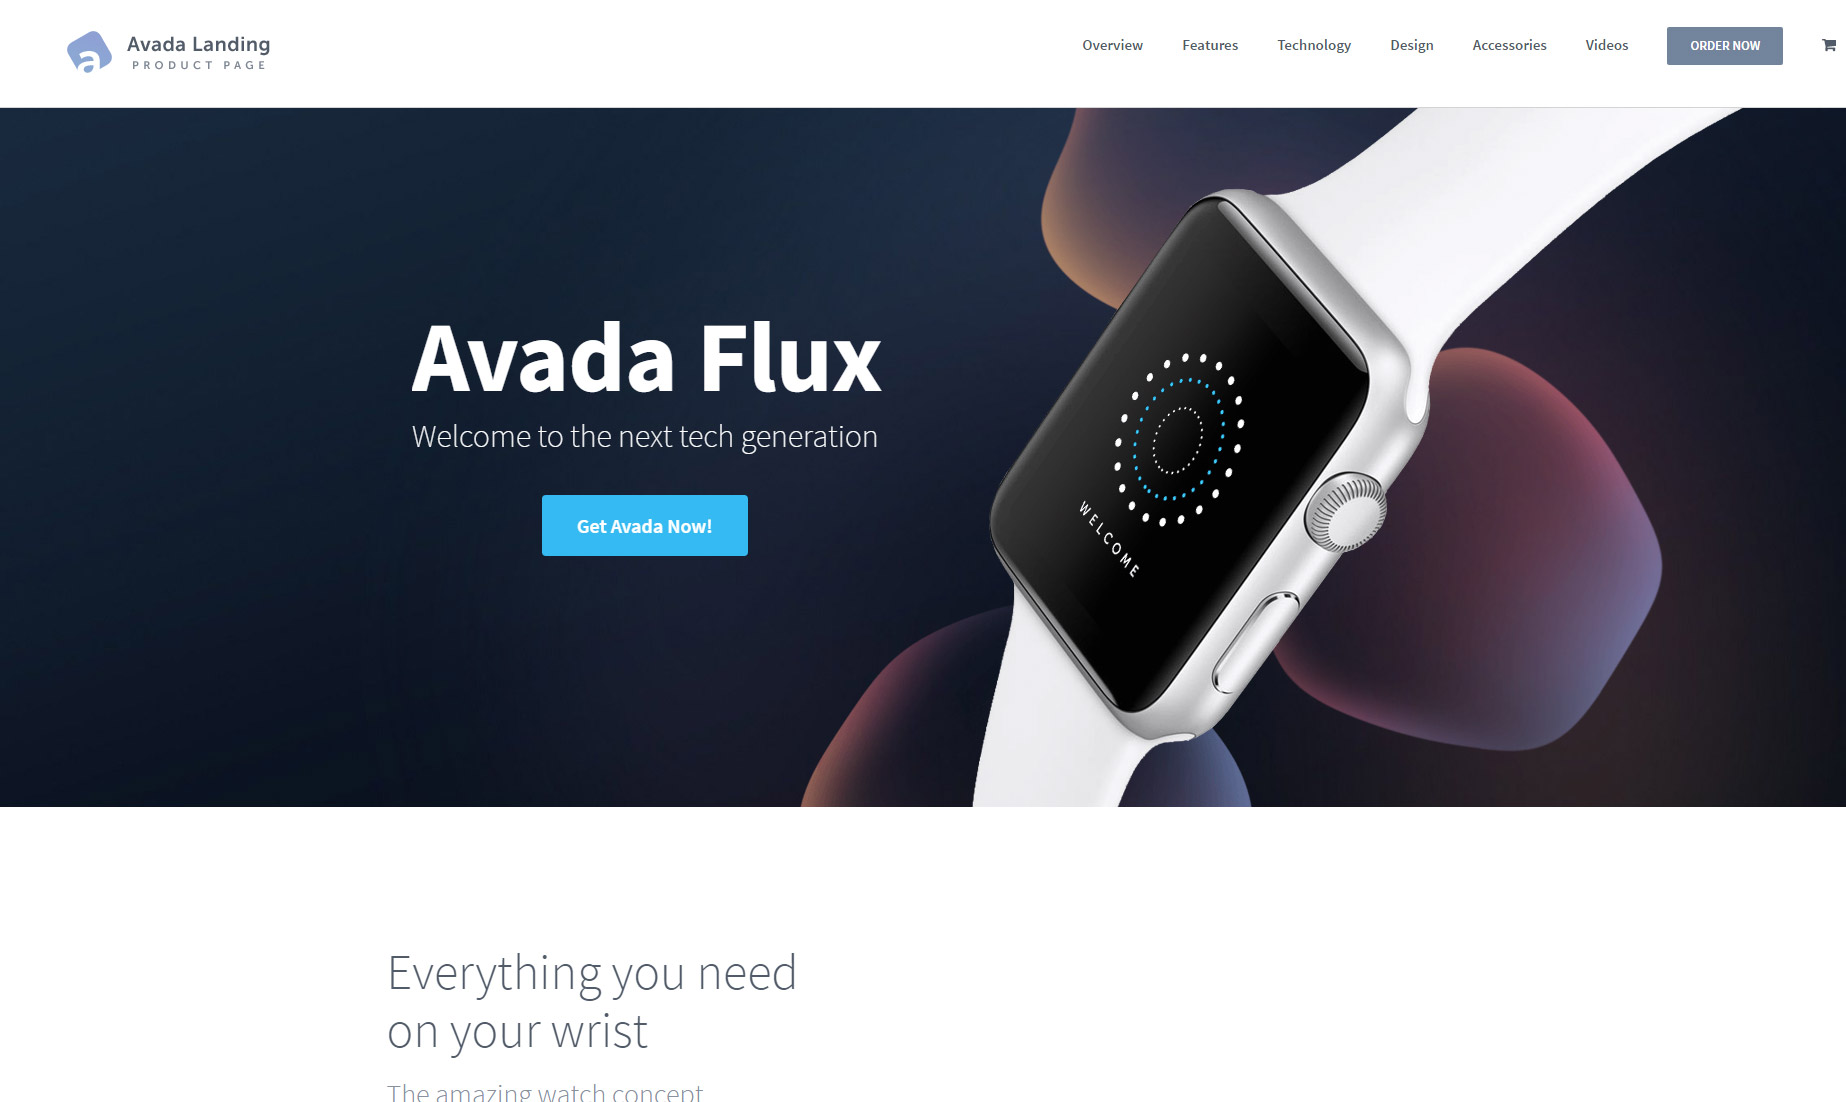 Avada Landing
PRODUCT PAGE
Overview Features Technology Design Accessories Videos ORDER NOW
Avada Flux
Welcome to the next tech generation
Get Avada Now!
WELCOME
Everything you need
on your wrist
The amazing watch concept